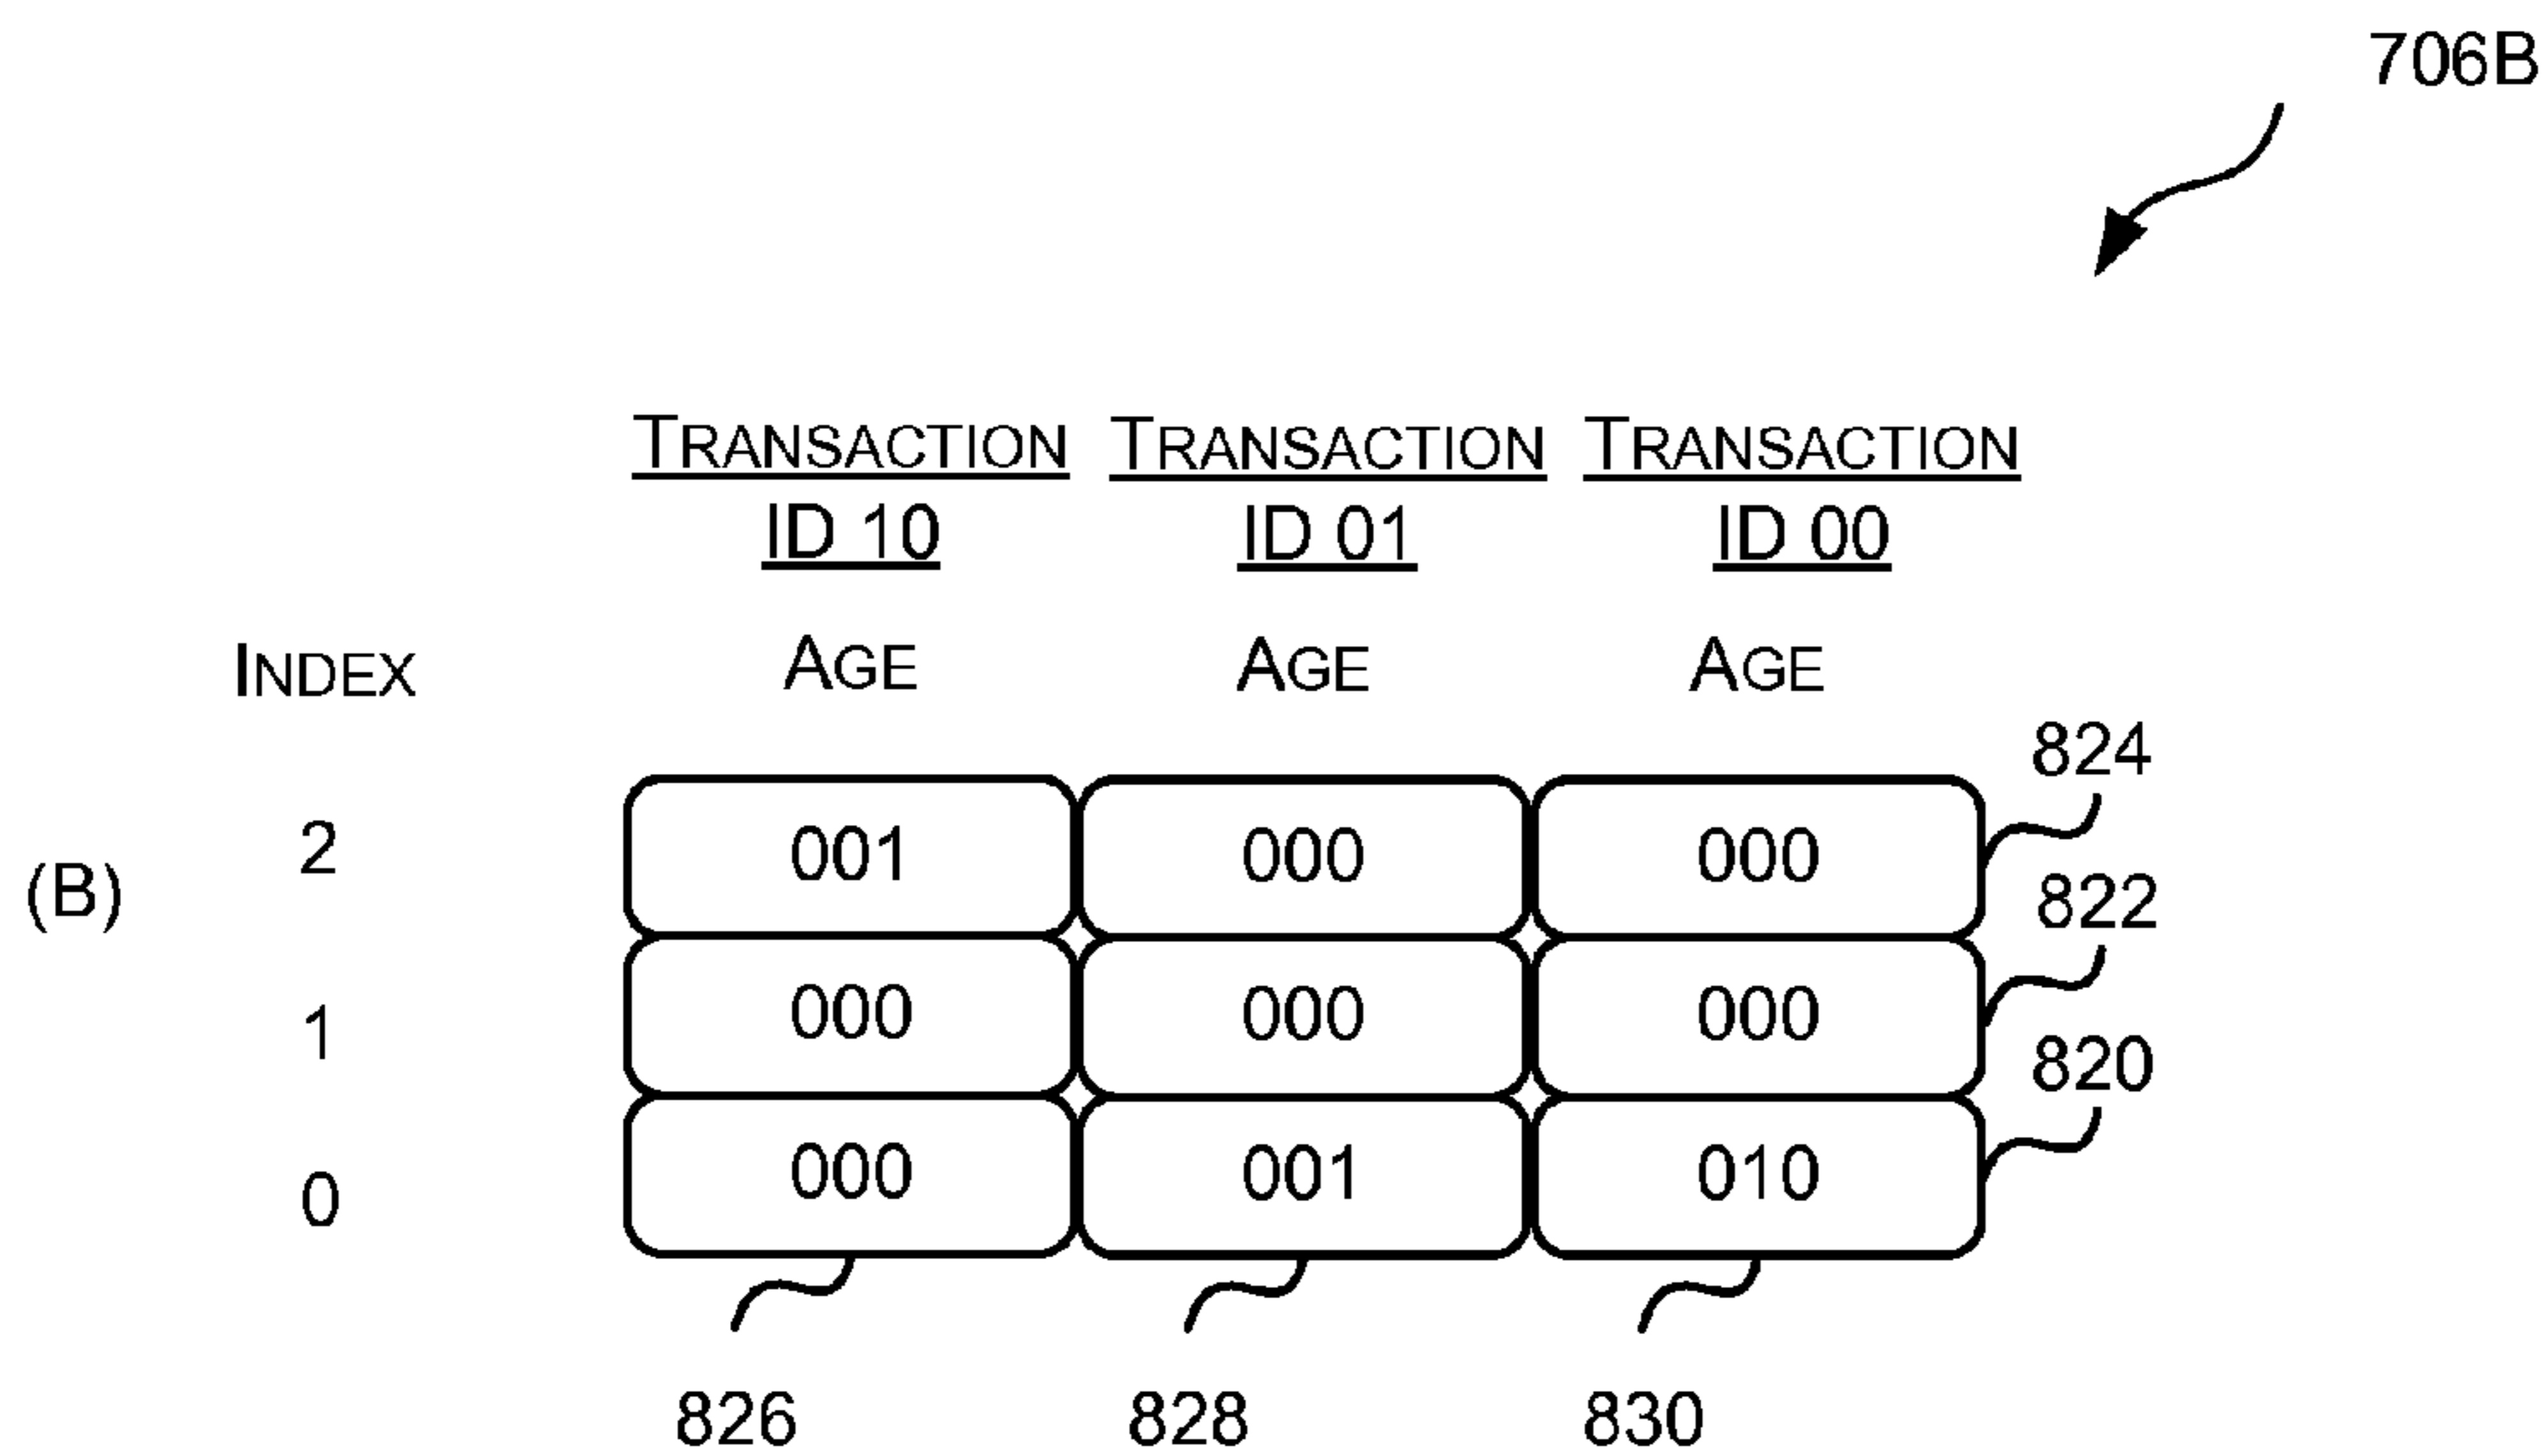 706B
TRANSACTION TRANSACTION TRANSACTION
ID 10 ID 01 ID 00
INDEX AGE AGE AGE
824
2 001 000 000
(B) 822
1 000 000 000
820
0 000 001 010
826 828 830